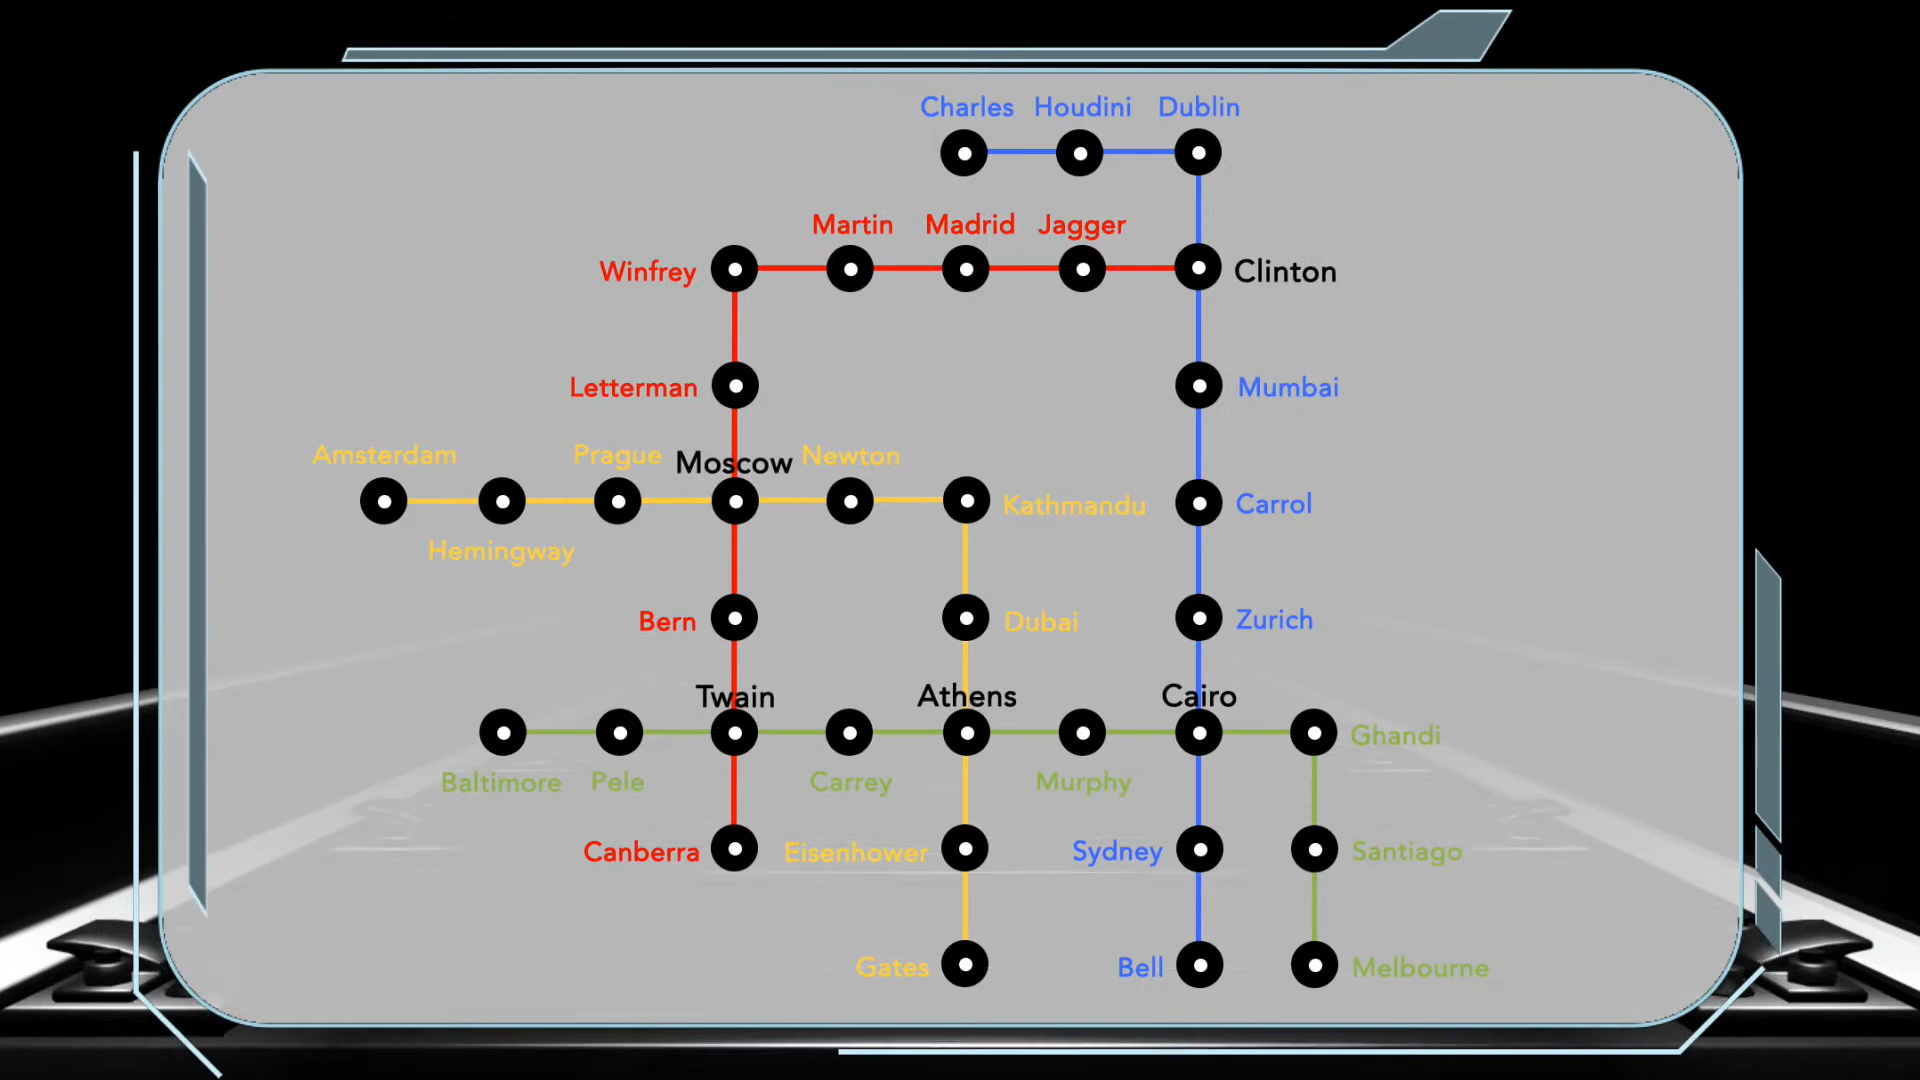 Charles Houdini Dublin
Martin Madrid Jagger
Winfrey Clinton
Letterman Mumbai
Amsterdam Prague Moscow Newton
Kathmandu Carrol
Hemingway
Bern Dubai Zurich
Twain Athens Cairo
Ghandi
Baltimore Pele Carrey Murphy
Canberra Eisenhower Sydney Santiago
Gates Bell Melbourne